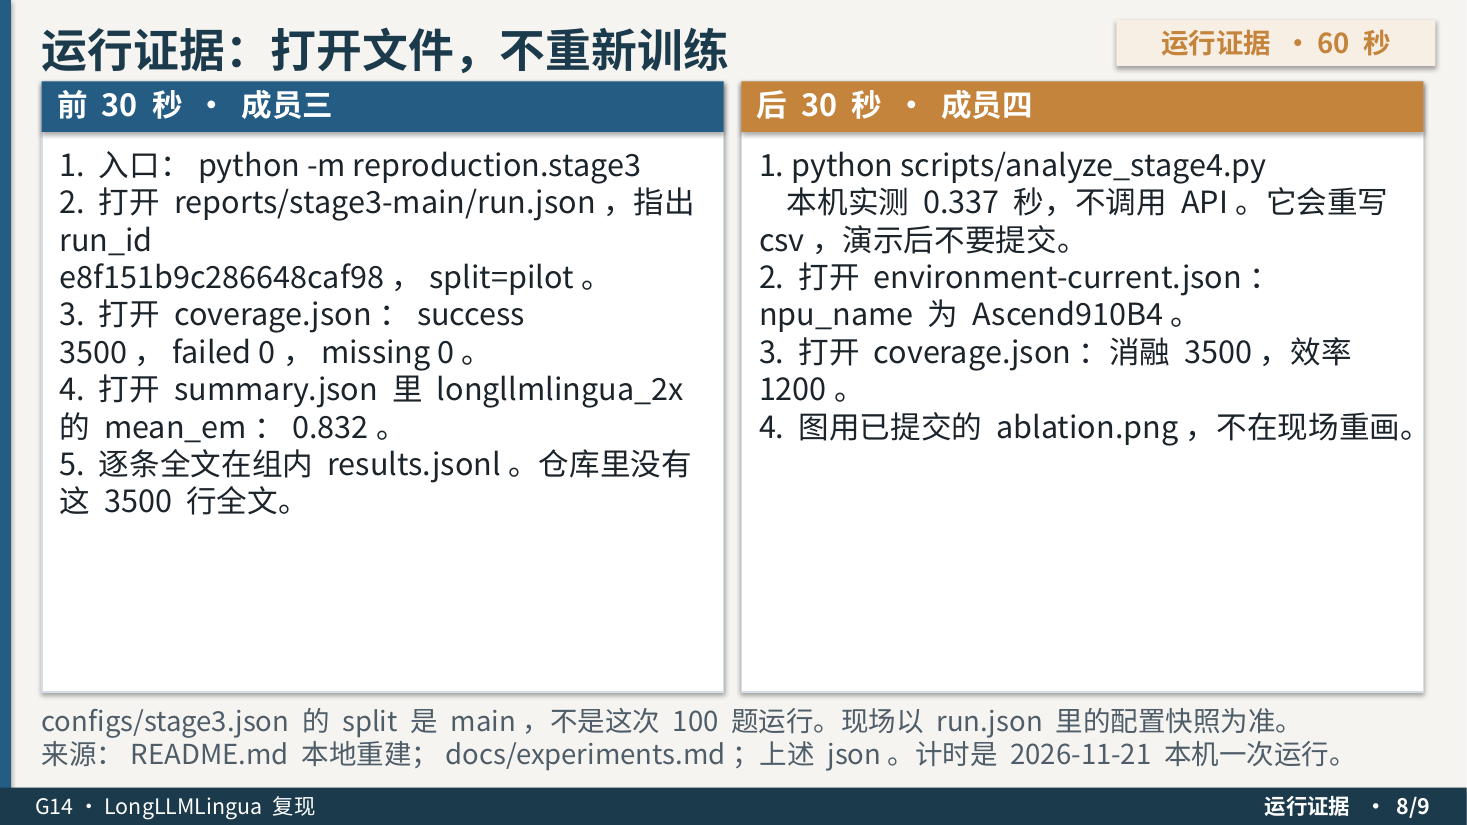 运行证据：打开文件，不重新训练
运行证据 · 60 秒
前 30 秒 · 成员三
1. 入口： python -m reproduction.stage3
2. 打开 reports/stage3-main/run.json ，指出
run_id
e8f151b9c286648caf98 ， split=pilot 。
3. 打开 coverage.json ： success
3500 ， failed 0 ， missing 0 。
4. 打开 summary.json 里 longllmlingua_2x
的 mean_em ： 0.832 。
5. 逐条全文在组内 results.jsonl 。仓库里没有
这 3500 行全文。
后 30 秒 · 成员四
1. python scripts/analyze_stage4.py
本机实测 0.337 秒，不调用 API 。它会重写
csv ，演示后不要提交。
2. 打开 environment-current.json ：
npu_name 为 Ascend910B4 。
3. 打开 coverage.json ：消融 3500 ，效率
1200 。
4. 图用已提交的 ablation.png ，不在现场重画。
configs/stage3.json 的 split 是 main ，不是这次 100 题运行。现场以 run.json 里的配置快照为准。
来源： README.md 本地重建； docs/experiments.md ；上述 json 。计时是 2026-11-21 本机一次运行。
G14 · LongLLMLingua 复现
运行证据 · 8/9